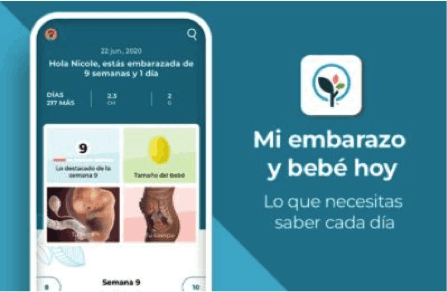 22 jun., 2020
Hola Nicole, estás embarazada de
9 semanas y 1 día
DÍAS
217 MÁS
2.3
CM
2
G
9
Lo destacado de la
semana 9
Tamaño del bebé
Tu cuerpo
8
Semana 9
10
Mi embarazo
y bebé hoy
Lo que necesitas
saber cada día